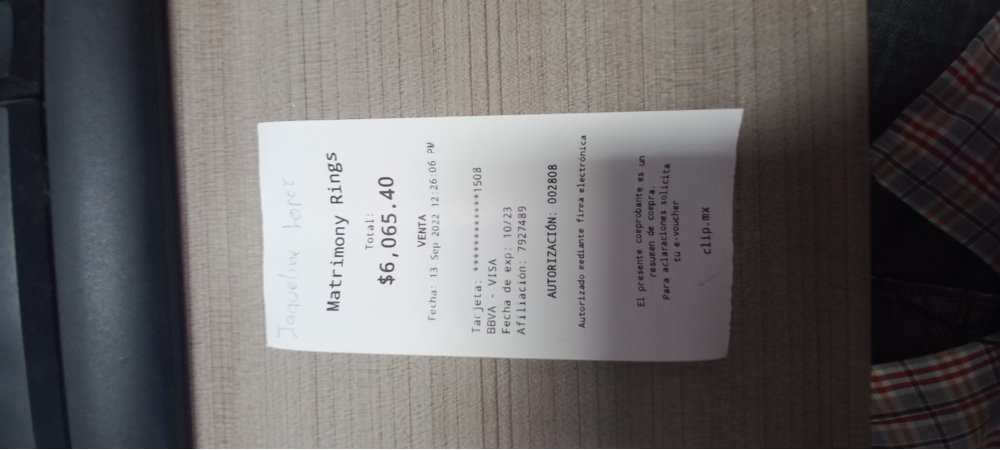 Jaqueline Lopez
Matrimony Rings
Total:
$6,065.40
VENTA
Fecha: 13 Sep 2022 12:26:06 PM
Tarjeta: ************1508
BBVA - VISA
Fecha de exp: 10/23
Afiliación: 7927489
AUTORIZACIÓN: 002808
Autorizado mediante firma electrónica
El presente comprobante es un
resumen de compra.
Para aclaraciones solicita
tu e-voucher
clip.mx